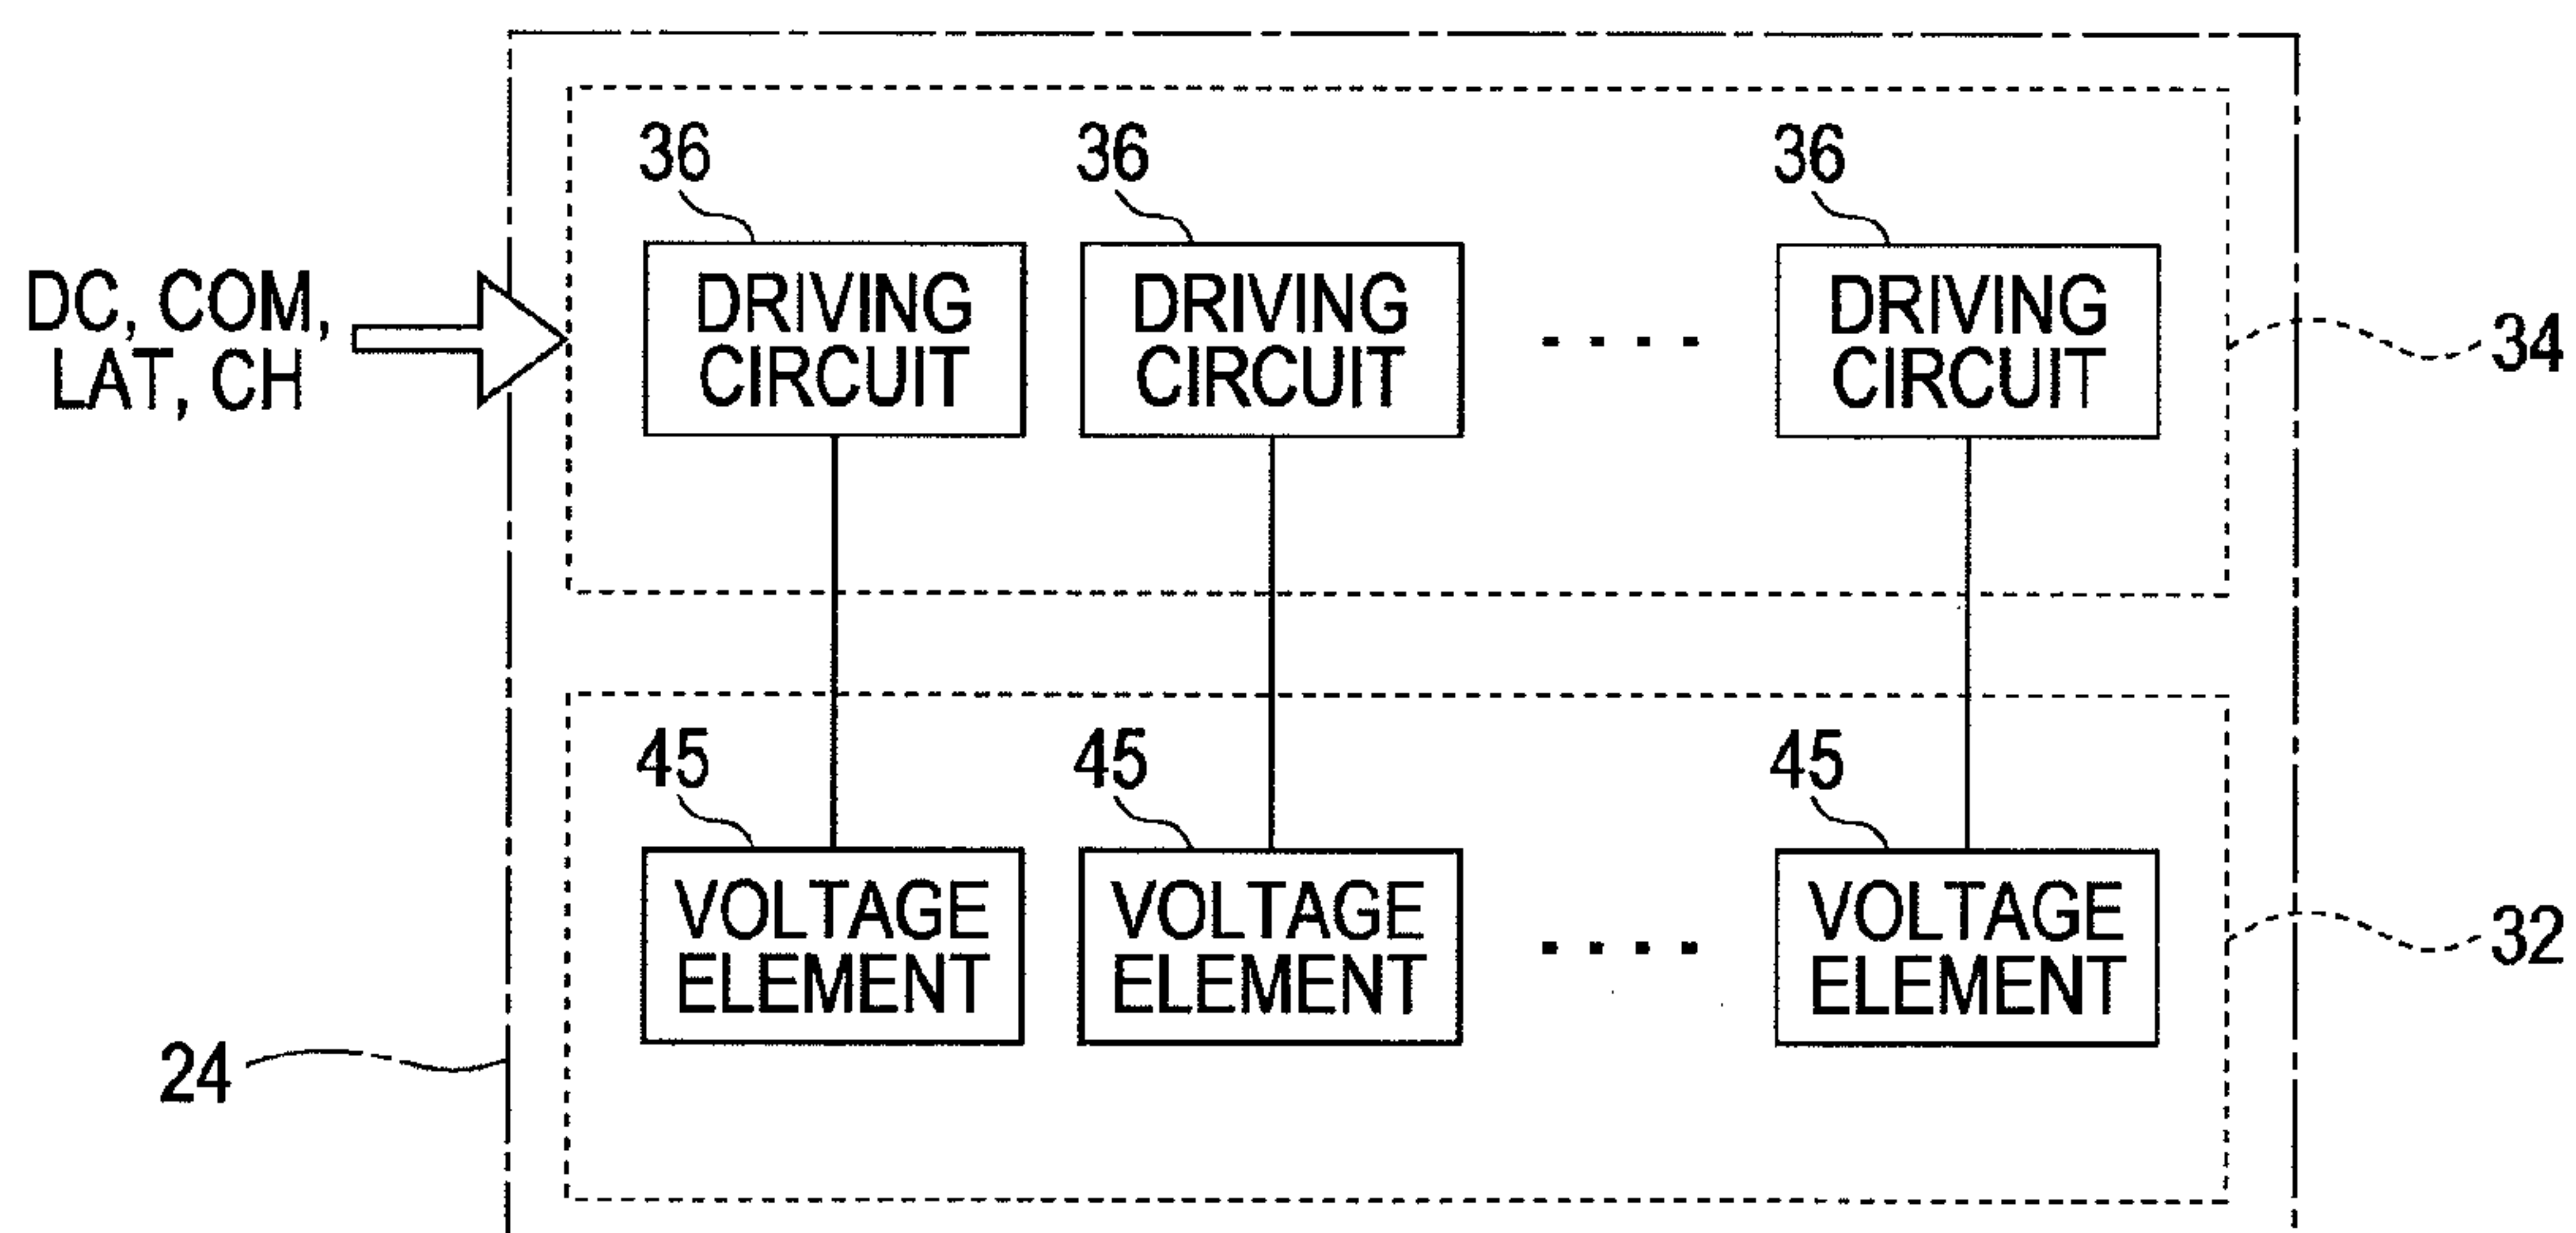 36 36 36
DC, COM,
LAT, CH
DRIVING
CIRCUIT
DRIVING
CIRCUIT
. . . .
DRIVING
CIRCUIT
34
45 45 45
VOLTAGE
ELEMENT
VOLTAGE
ELEMENT
. . . .
VOLTAGE
ELEMENT
32
24